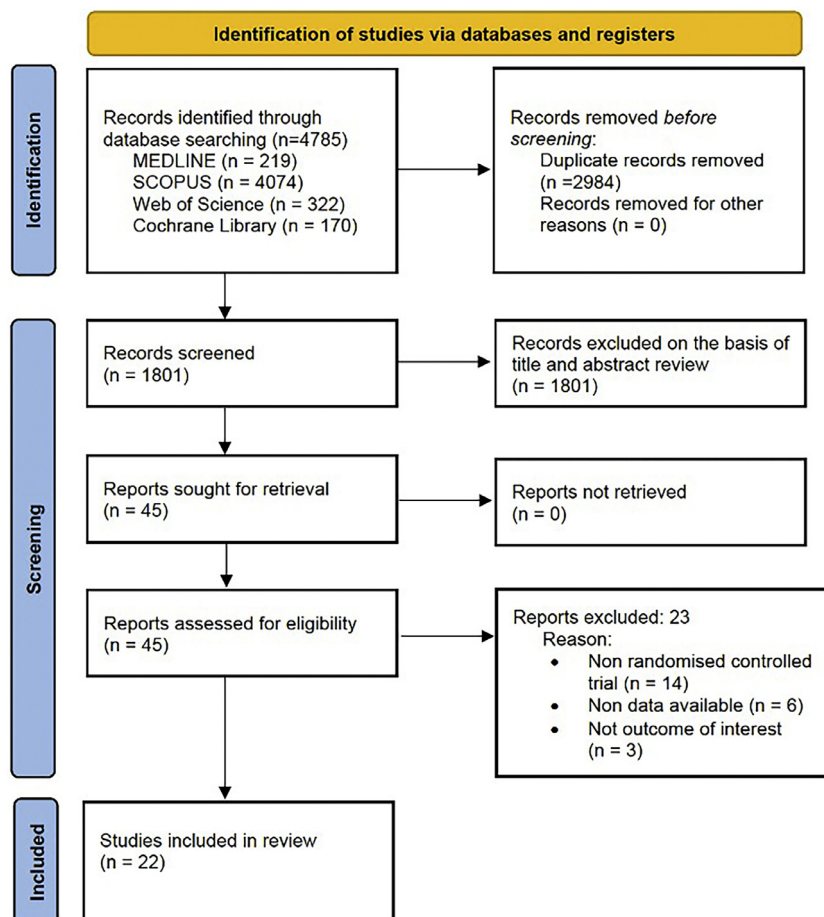 Identification of studies via databases and registers
Identification
Records identified through
database searching (n=4785)
MEDLINE (n = 219)
SCOPUS (n = 4074)
Web of Science (n = 322)
Cochrane Library (n = 170)
Records removed before
screening:
Duplicate records removed
(n =2984)
Records removed for other
reasons (n = 0)
Screening
Records screened
(n = 1801)
Records excluded on the basis of
title and abstract review
(n = 1801)
Reports sought for retrieval
(n = 45)
Reports not retrieved
(n = 0)
Reports assessed for eligibility
(n = 45)
Reports excluded: 23
Reason:
• Non randomised controlled
trial (n = 14)
• Non data available (n = 6)
• Not outcome of interest
(n = 3)
Included
Studies included in review
(n = 22)